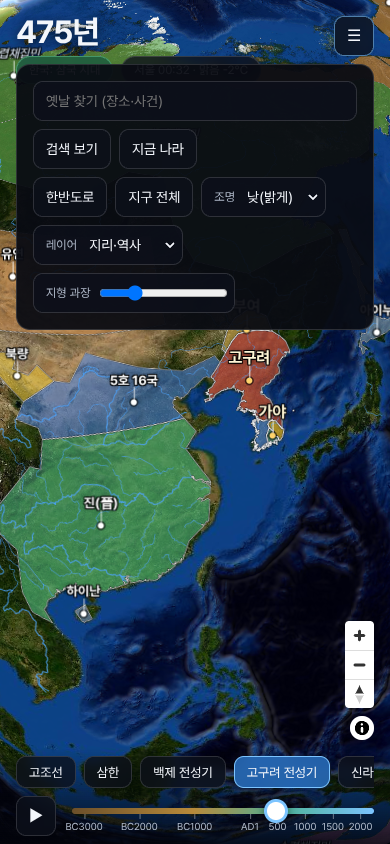 475년
☰
옛날 찾기 (장소·사건)
검색 보기
지금 나라
한반도로
지구 전체
조명 낮(밝게)
레이어 지리·역사
지형 과장
북량
5호 16국
고구려
가야
진(晉)
하이난
고조선
삼한
백제 전성기
고구려 전성기
신라
BC3000 BC2000 BC1000 AD1 500 1000 1500 2000